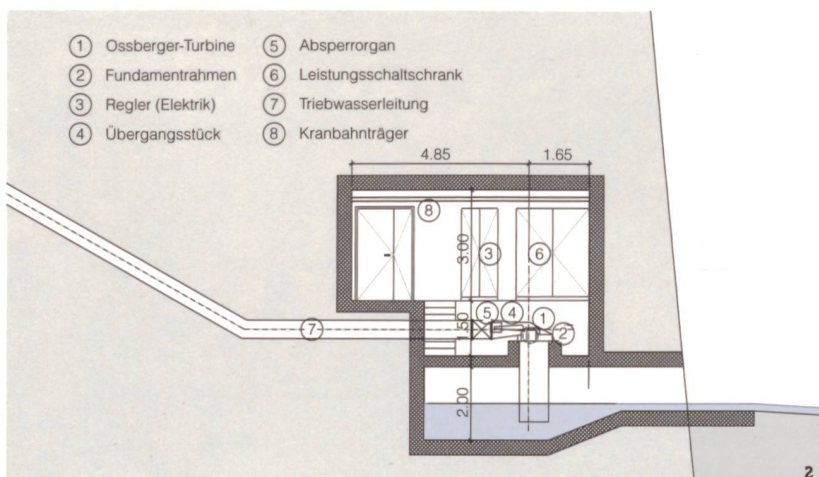 ① Ossberger-Turbine
② Fundamentrahmen
③ Regler (Elektrik)
④ Übergangsstück
⑤ Absperrorgan
⑥ Leistungsschaltschrank
⑦ Triebwasserleitung
⑧ Kranbahnträger
4.85 1.65
⑧
3.00 ③ ⑥
⑤ ④ ①
⑦ 1.50 ②
2.00
2